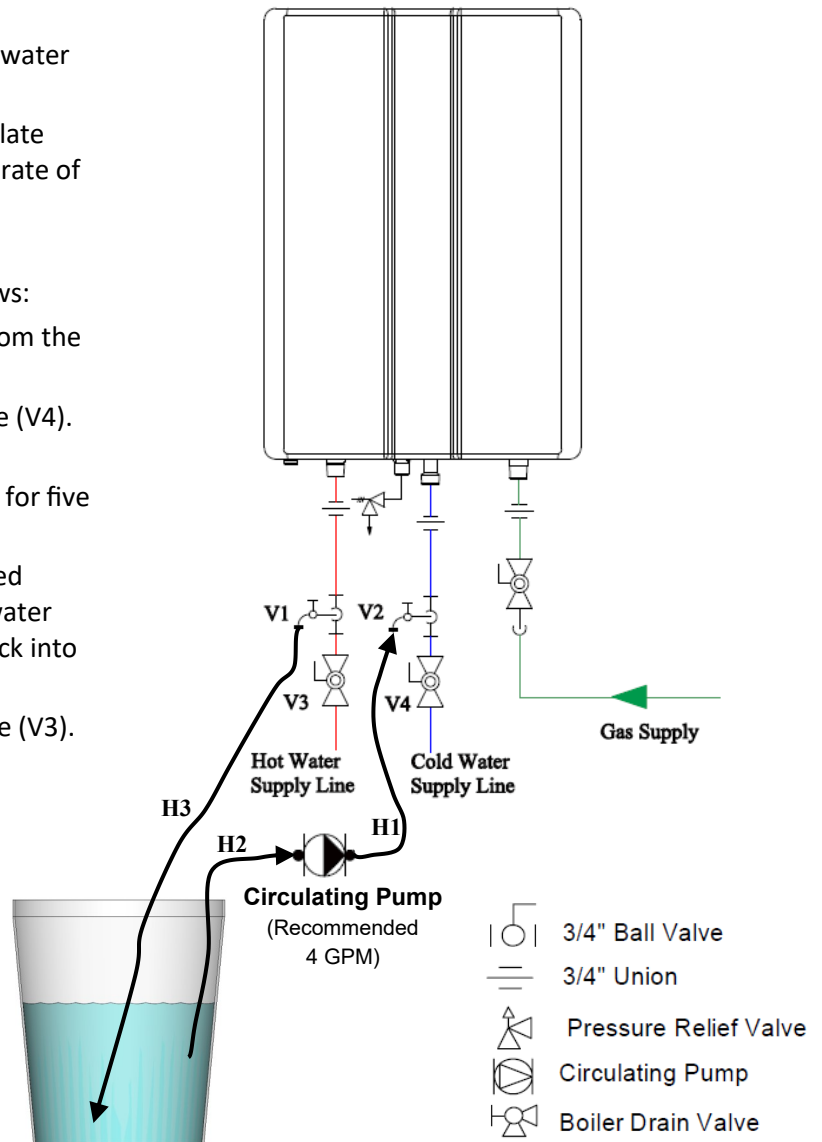 water
late
rate of
ws:
om the
e (V4).
for five
ed
water
ck into
e (V3).
V1
V2
V3
V4
Gas Supply
Hot Water
Supply Line
Cold Water
Supply Line
H3
H2
H1
Circulating Pump
(Recommended
4 GPM)
3/4" Ball Valve
3/4" Union
Pressure Relief Valve
Circulating Pump
Boiler Drain Valve